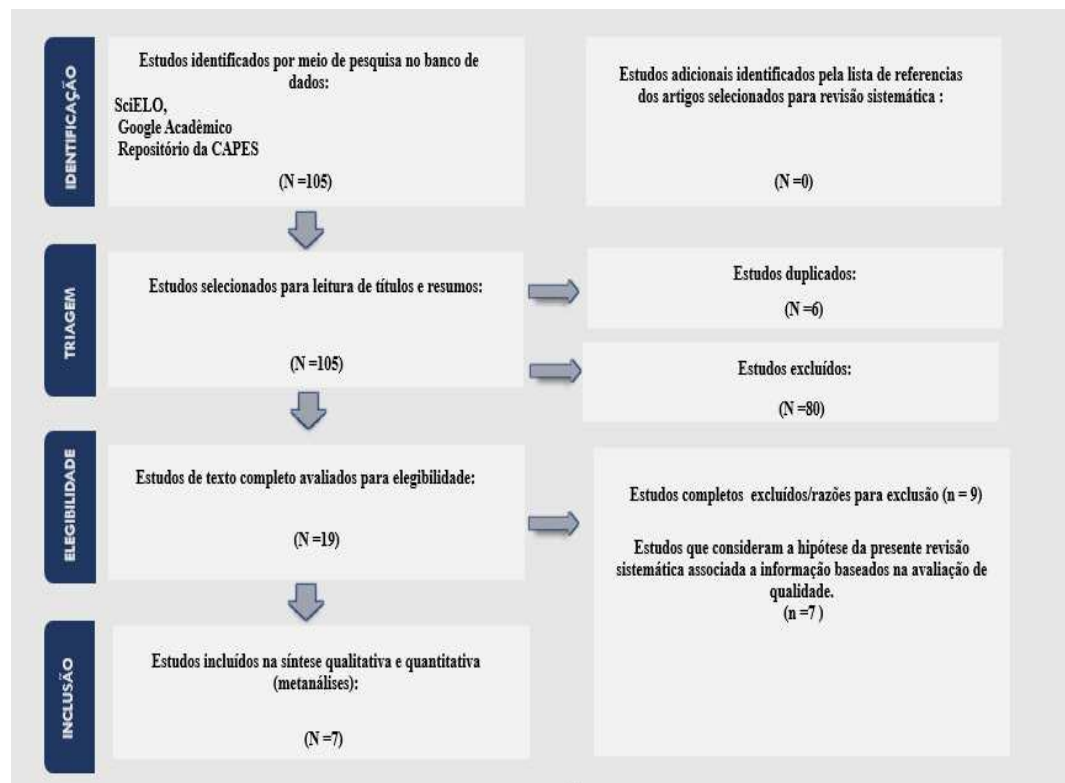 IDENTIFICAÇÃO
Estudos identificados por meio de pesquisa no banco de
dados:
SciELO,
Google Acadêmico
Repositório da CAPES
(N =105)
Estudos adicionais identificados pela lista de referencias
dos artigos selecionados para revisão sistemática :
(N =0)
TRIAGEM
Estudos selecionados para leitura de títulos e resumos:
(N =105)
Estudos duplicados:
(N =6)
Estudos excluídos:
(N =80)
ELEGIBILIDADE
Estudos de texto completo avaliados para elegibilidade:
(N =19)
Estudos completos excluídos/razões para exclusão (n = 9)
Estudos que consideram a hipótese da presente revisão
sistemática associada a informação baseados na avaliação de
qualidade.
(n =7 )
INCLUSÃO
Estudos incluídos na síntese qualitativa e quantitativa
(metanálises):
(N =7)